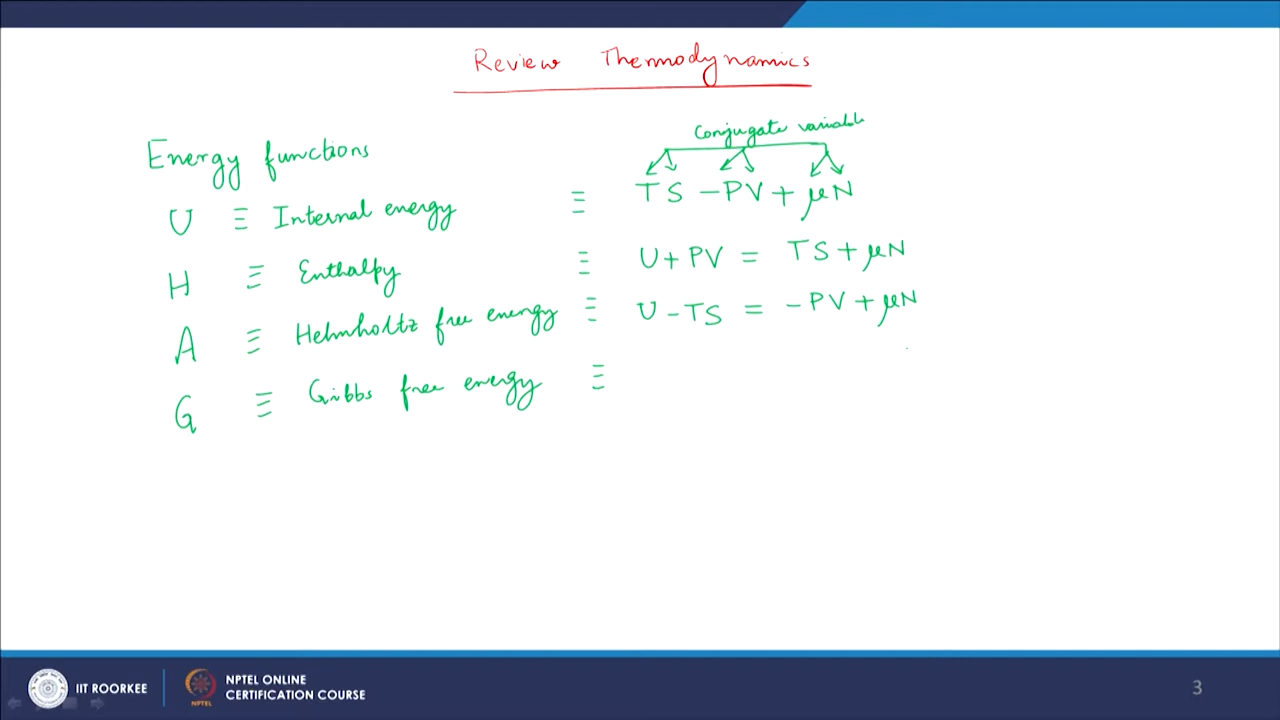 Review Thermodynamics
Energy functions
Conjugate variable
U ≡ Internal energy ≡ TS - PV + μN
H ≡ Enthalpy ≡ U + PV = TS + μN
A ≡ Helmholtz free energy ≡ U - TS = - PV + μN
G ≡ Gibbs free energy ≡
IIT ROORKEE
NPTEL ONLINE
CERTIFICATION COURSE
NPTEL
3